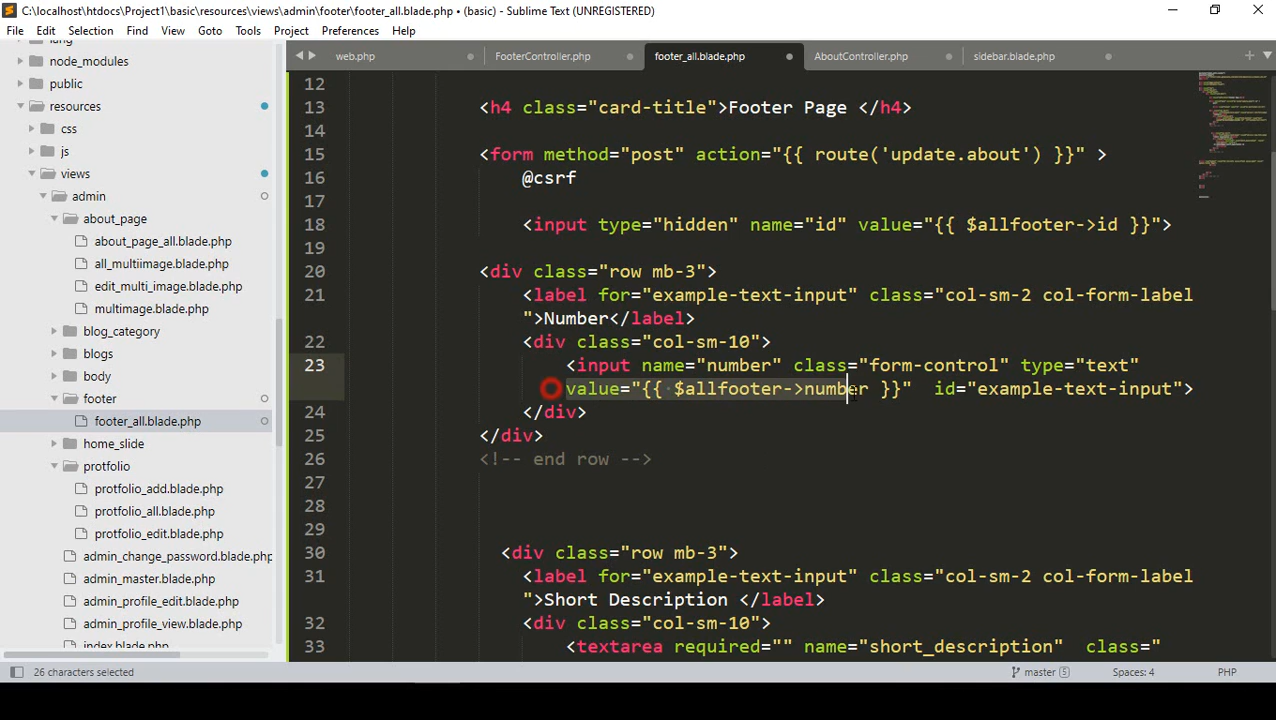 C:\localhost\htdocs\Project1\basic\resources\views\admin\footer\footer_all.blade.php • (basic) - Sublime Text (UNREGISTERED)
File Edit Selection Find View Goto Tools Project Preferences Help
web.php FooterController.php footer_all.blade.php AboutController.php sidebar.blade.php
lang
node_modules
public
resources
css
js
views
admin
about_page
about_page_all.blade.php
all_multiimage.blade.php
edit_multi_image.blade.php
multimage.blade.php
blog_category
blogs
body
footer
footer_all.blade.php
home_slide
protfolio
protfolio_add.blade.php
protfolio_all.blade.php
protfolio_edit.blade.php
admin_change_password.blade.php
admin_master.blade.php
admin_profile_edit.blade.php
admin_profile_view.blade.php
index.blade.php
12
13 <h4 class="card-title">Footer Page </h4>
14
15 <form method="post" action="{{ route('update.about') }}" >
16 @csrf
17
18 <input type="hidden" name="id" value="{{ $allfooter->id }}">
19
20 <div class="row mb-3">
21 <label for="example-text-input" class="col-sm-2 col-form-label
">Number</label>
22 <div class="col-sm-10">
23 <input name="number" class="form-control" type="text"
value="{{ $allfooter->number }}" id="example-text-input">
24 </div>
25 </div>
26 <!-- end row -->
27
28
29
30 <div class="row mb-3">
31 <label for="example-text-input" class="col-sm-2 col-form-label
">Short Description </label>
32 <div class="col-sm-10">
33 <textarea required="" name="short_description" class="
26 characters selected master 5 Spaces: 4 PHP